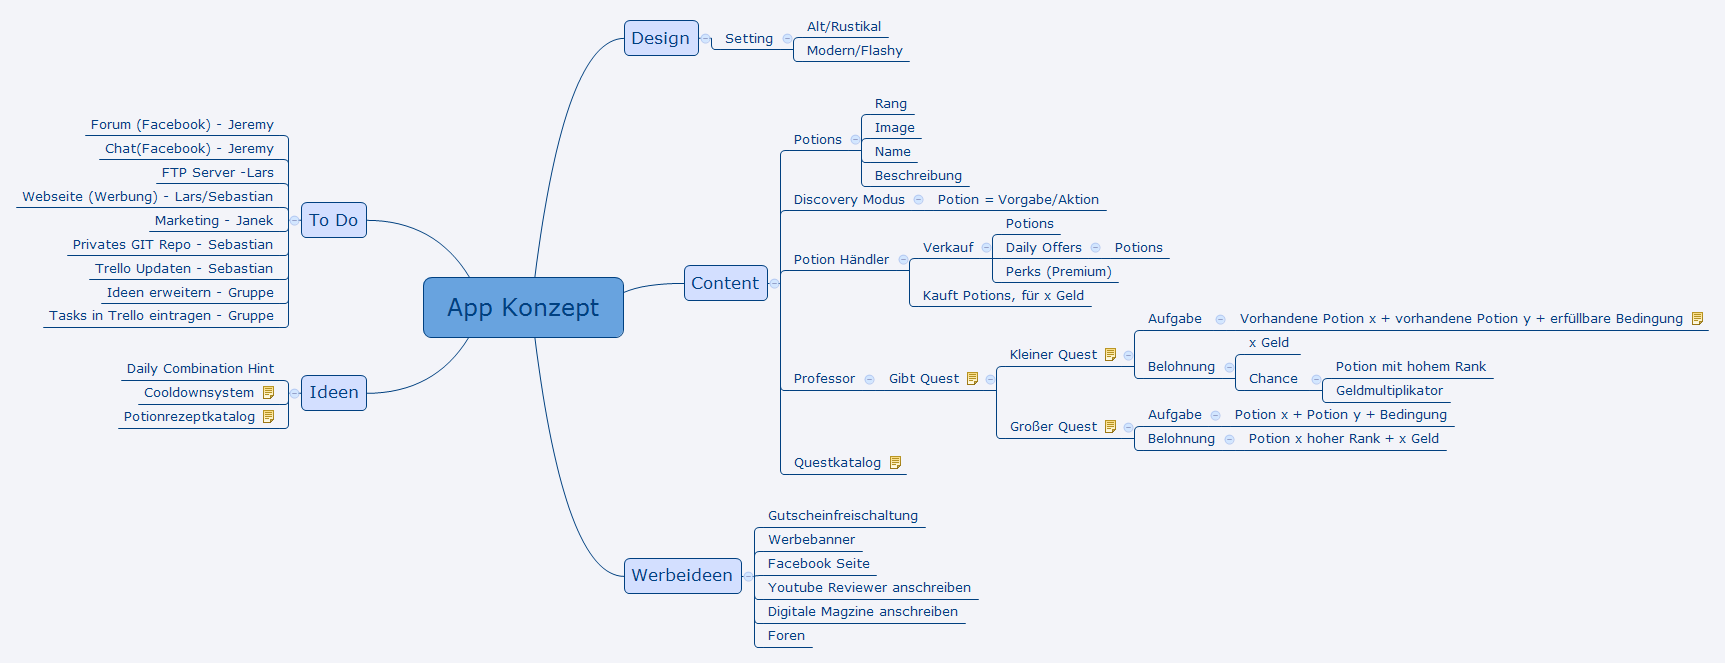 App Konzept
Design
Setting
Alt/Rustikal
Modern/Flashy
Content
Potions
Rang
Image
Name
Beschreibung
Discovery Modus
Potion = Vorgabe/Aktion
Potion Händler
Verkauf
Potions
Daily Offers
Potions
Perks (Premium)
Kauft Potions, für x Geld
Professor
Gibt Quest
Kleiner Quest
Aufgabe
Vorhandene Potion x + vorhandene Potion y + erfüllbare Bedingung
Belohnung
x Geld
Chance
Potion mit hohem Rank
Geldmultiplikator
Großer Quest
Aufgabe
Potion x + Potion y + Bedingung
Belohnung
Potion x hoher Rank + x Geld
Questkatalog
Werbeideen
Gutscheinfreischaltung
Werbebanner
Facebook Seite
Youtube Reviewer anschreiben
Digitale Magzine anschreiben
Foren
To Do
Forum (Facebook) - Jeremy
Chat(Facebook) - Jeremy
FTP Server -Lars
Webseite (Werbung) - Lars/Sebastian
Marketing - Janek
Privates GIT Repo - Sebastian
Trello Updaten - Sebastian
Ideen erweitern - Gruppe
Tasks in Trello eintragen - Gruppe
Ideen
Daily Combination Hint
Cooldownsystem
Potionrezeptkatalog